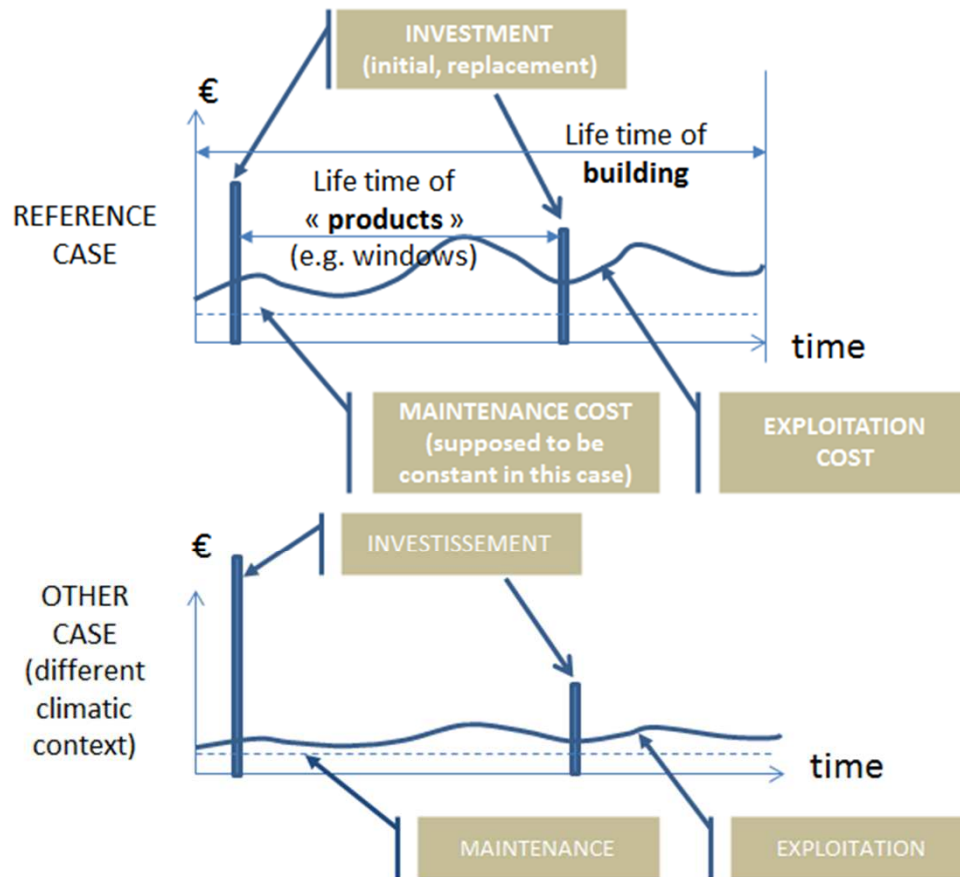 INVESTMENT
(initial, replacement)
€
Life time of
building
Life time of
« products »
(e.g. windows)
REFERENCE
CASE
time
MAINTENANCE COST
(supposed to be
constant in this case)
EXPLOITATION
COST
€
INVESTISSEMENT
OTHER
CASE
(different
climatic
context)
time
MAINTENANCE
EXPLOITATION